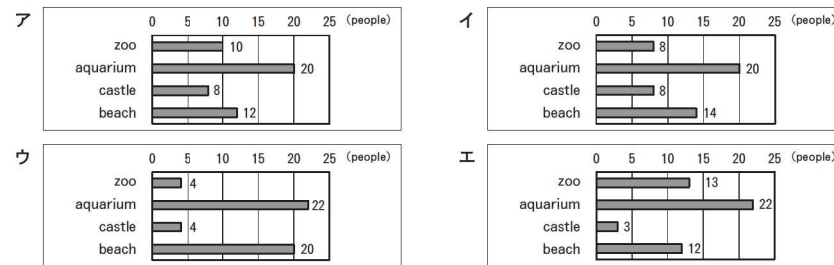 ア
0 5 10 15 20 25 (people)
zoo 10
aquarium 20
castle 8
beach 12
イ
0 5 10 15 20 25 (people)
zoo 8
aquarium 20
castle 8
beach 14
ウ
0 5 10 15 20 25 (people)
zoo 4
aquarium 22
castle 4
beach 20
エ
0 5 10 15 20 25 (people)
zoo 13
aquarium 22
castle 3
beach 12